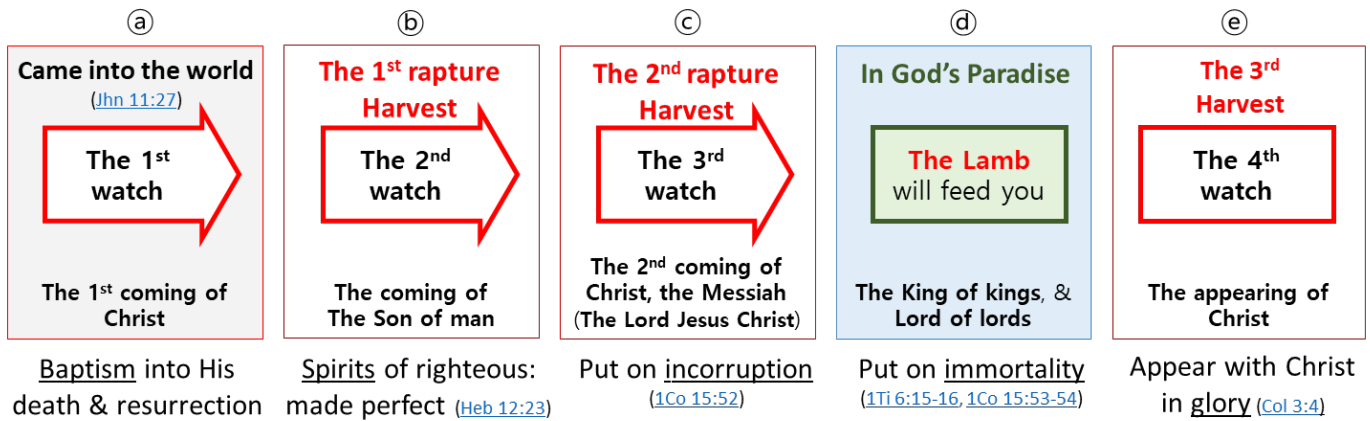 ⓐ
Came into the world
(Jhn 11:27)
The 1st
watch
The 1st coming of
Christ
Baptism into His
death & resurrection
ⓑ
The 1st rapture
Harvest
The 2nd
watch
The coming of
The Son of man
Spirits of righteous:
made perfect (Heb 12:23)
ⓒ
The 2nd rapture
Harvest
The 3rd
watch
The 2nd coming of
Christ, the Messiah
(The Lord Jesus Christ)
Put on incorruption
(1Co 15:52)
ⓓ
In God’s Paradise
The Lamb
will feed you
The King of kings, &
Lord of lords
Put on immortality
(1Ti 6:15-16, 1Co 15:53-54)
ⓔ
The 3rd
Harvest
The 4th
watch
The appearing of
Christ
Appear with Christ
in glory (Col 3:4)